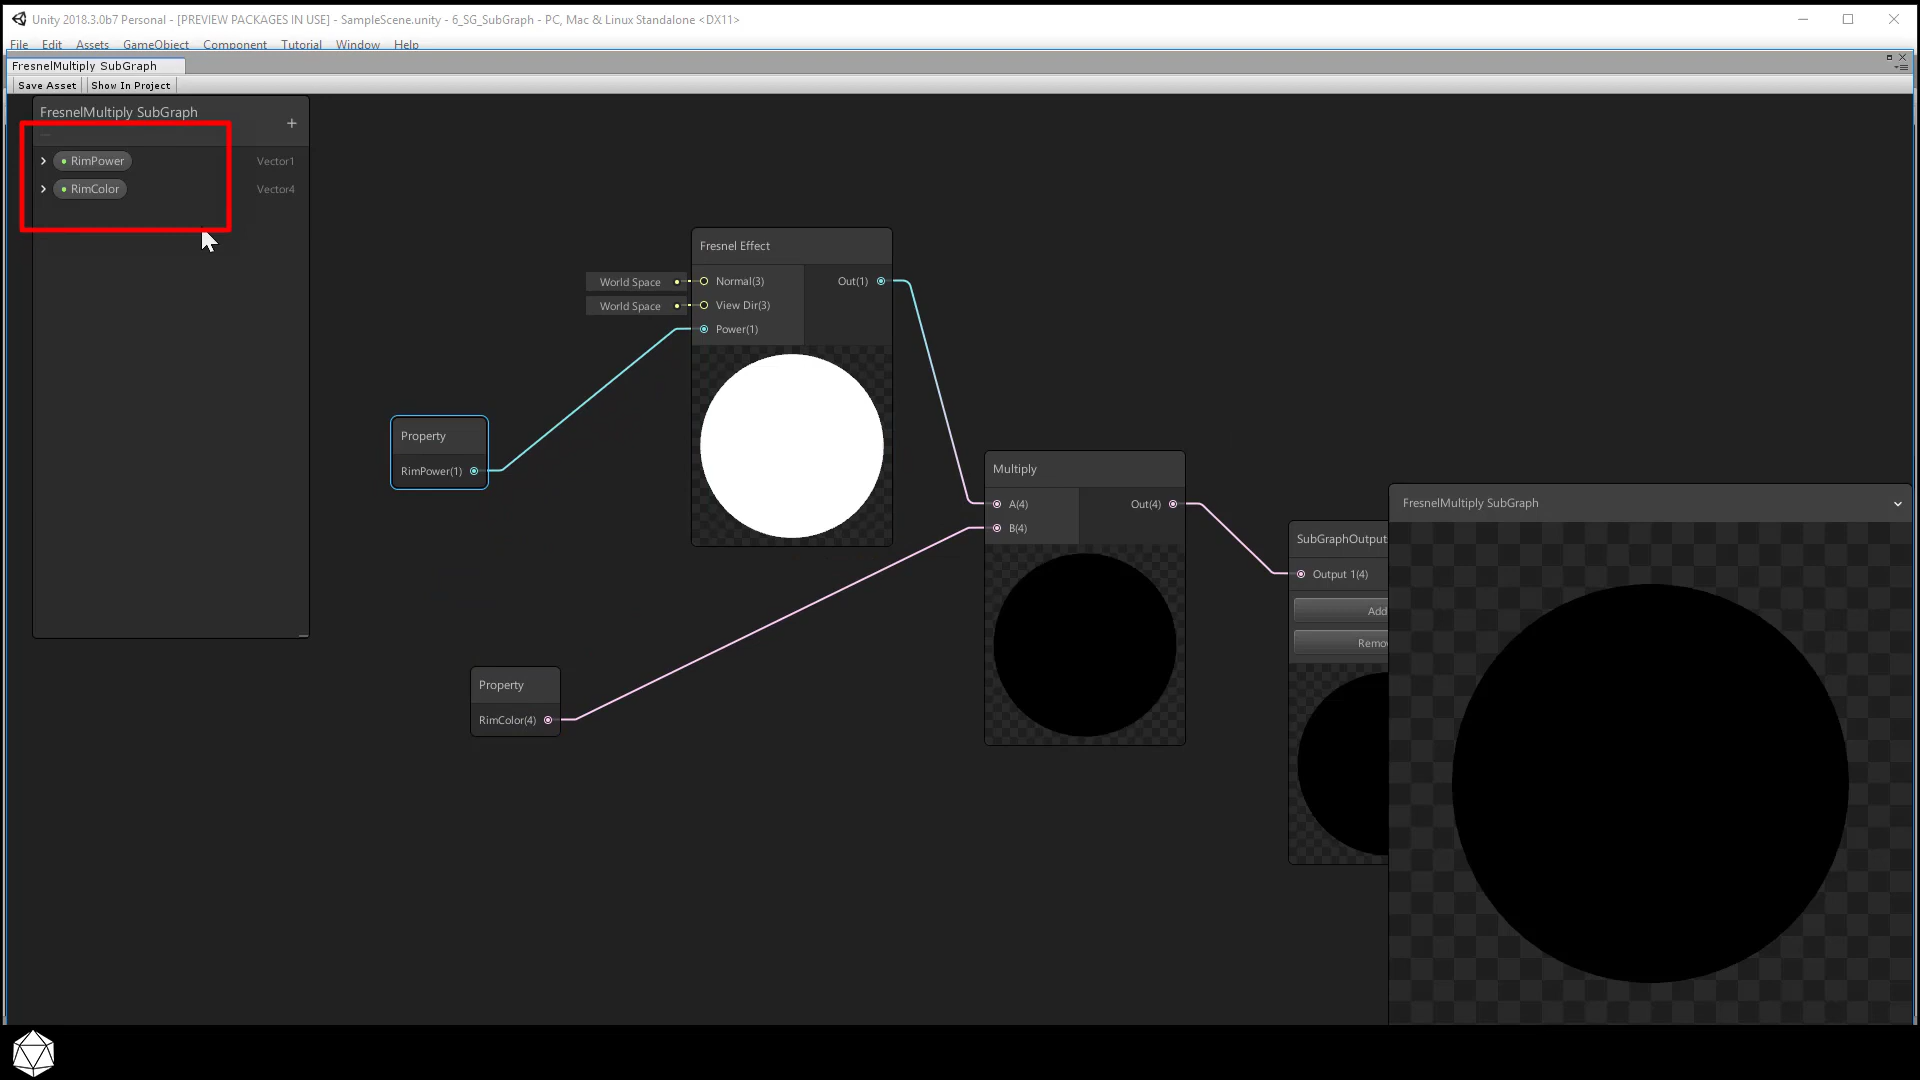 Unity 2018.3.0b7 Personal - [PREVIEW PACKAGES IN USE] - SampleScene.unity - 6_SG_SubGraph - PC, Mac & Linux Standalone <DX11>
File Edit Assets GameObject Component Tutorial Window Help
FresnelMultiply SubGraph
Save Asset Show In Project
FresnelMultiply SubGraph
+
RimPower Vector1
RimColor Vector4
Fresnel Effect
World Space Normal(3) Out(1)
World Space View Dir(3)
Power(1)
Property
RimPower(1)
Multiply
A(4) Out(4)
B(4)
FresnelMultiply SubGraph
SubGraphOutput
Output 1(4)
Add
Remo
Property
RimColor(4)